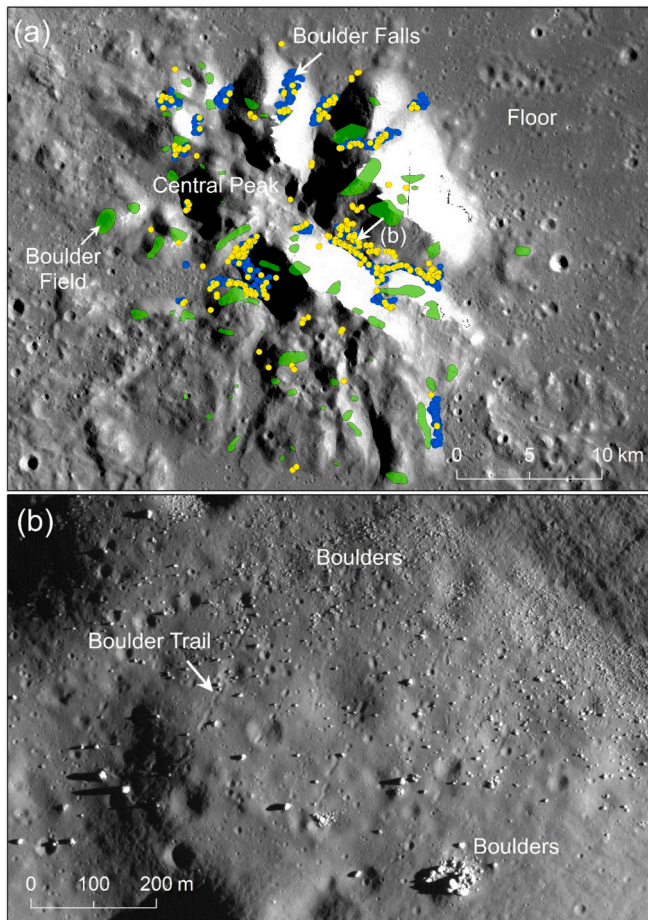 (a)
Boulder Falls
Floor
Central Peak
(b)
Boulder
Field
0 5 10 km
(b)
Boulders
Boulder Trail
Boulders
0 100 200 m